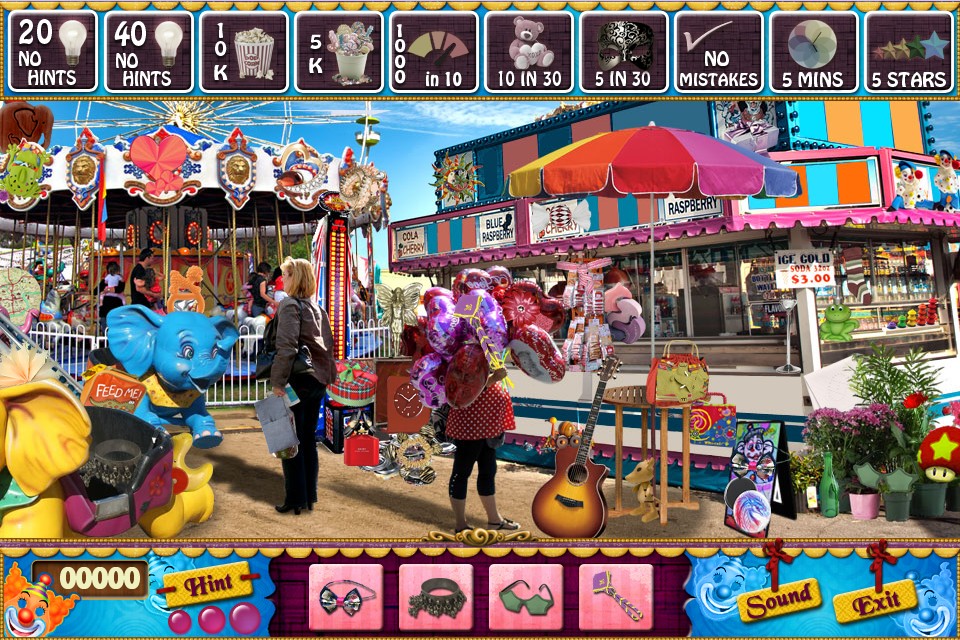 20
NO
HINTS
40
NO
HINTS
10
K
5
K
1000
in 10
10 IN 30
5 IN 30
NO
MISTAKES
5 MINS
5 STARS
COLA
CHERRY
BLUE
RASPBERRY
CHERRY
RASPBERRY
ICE COLD
SODA 32oz
$3.00
FEED ME!
00000
Hint
Sound
Exit